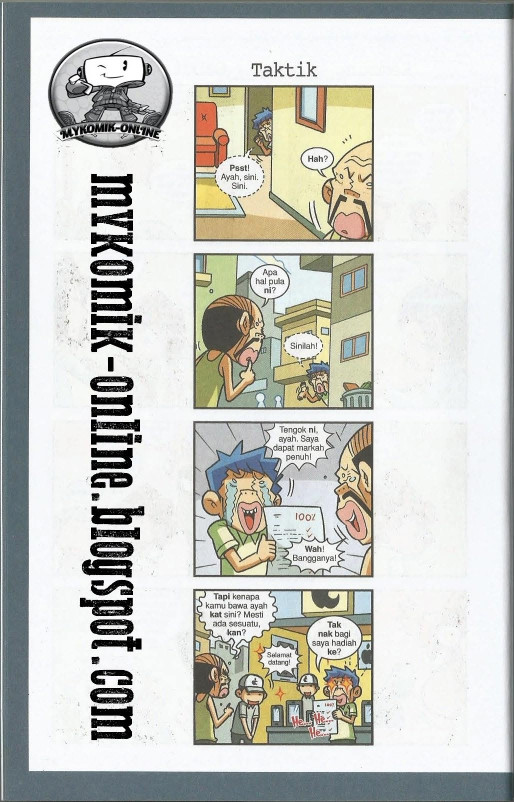 MYKOMIK-ONL1NE
mykomik-online.blogspot.com
Taktik
Psst!
Ayah, sini.
Sini.
Hah?
Apa
hal pula
ni?
Sinilah!
Tengok ni,
ayah. Saya
dapat markah
penuh!
100%
Wah!
Bangganya!
Tapi kenapa
kamu bawa ayah
kat sini? Mesti
ada sesuatu,
kan?
Selamat
datang!
Tak
nak bagi
saya hadiah
ke?
100%
He...
He...
He...